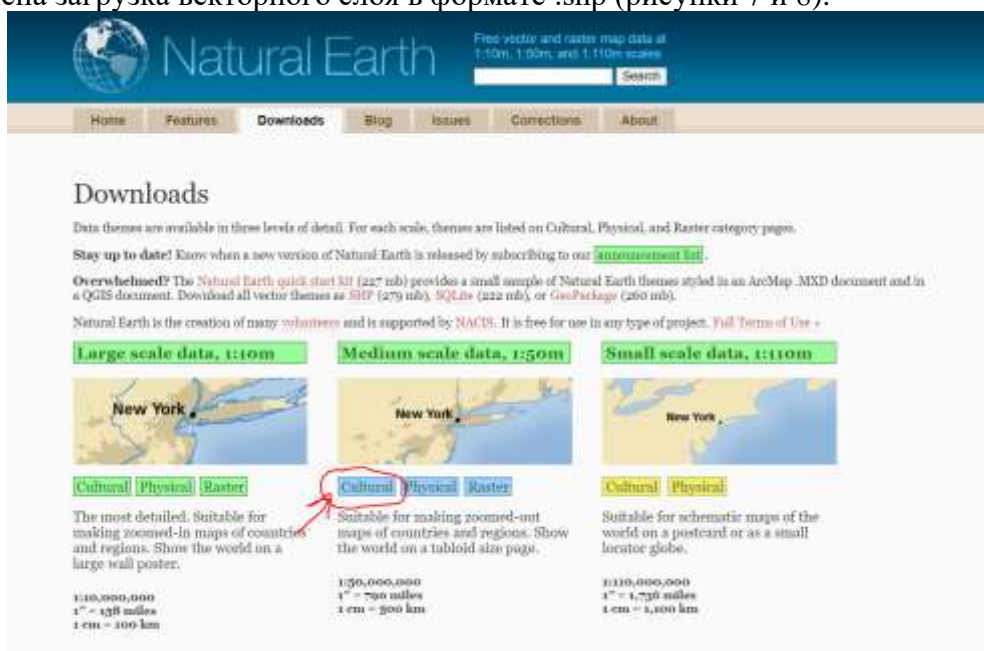 загрузка векторного слоя в формате .shp (рисунки 7 и 8).
Natural Earth
Free vector and raster map data at
1:10m, 1:50m, and 1:110m scales
Search
Home Features Downloads Blog Issues Corrections About
Downloads
Data themes are available in three levels of detail. For each scale, themes are listed on Cultural, Physical, and Raster category pages.
Stay up to date! Know when a new version of Natural Earth is released by subscribing to our announcement list.
Overwhelmed? The Natural Earth quick start kit (227 mb) provides a small sample of Natural Earth themes styled in an ArcMap .MXD document and in
a QGIS document. Download all vector themes as SHP (279 mb), SQLite (222 mb), or GeoPackage (260 mb).
Natural Earth is the creation of many volunteers and is supported by NACIS. It is free for use in any type of project. Full Terms of Use »
Large scale data, 1:10m
New York
Cultural Physical Raster
The most detailed. Suitable for
making zoomed-in maps of countries
and regions. Show the world on a
large wall poster.
1:10,000,000
1″ = 158 miles
1 cm = 100 km
Medium scale data, 1:50m
New York
Cultural Physical Raster
Suitable for making zoomed-out
maps of countries and regions. Show
the world on a tabloid size page.
1:50,000,000
1″ = 790 miles
1 cm = 500 km
Small scale data, 1:110m
New York
Cultural Physical
Suitable for schematic maps of the
world on a postcard or as a small
locator globe.
1:110,000,000
1″ = 1,736 miles
1 cm = 1,100 km